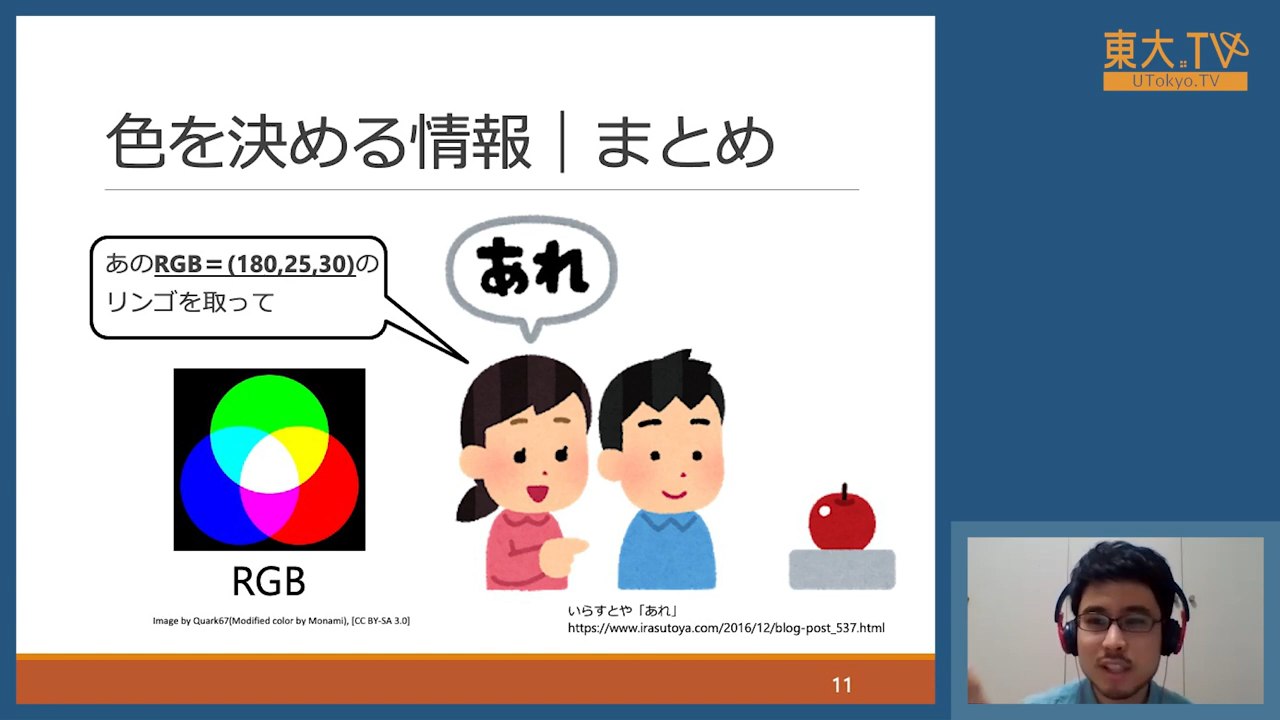 東大.TV
UTokyo.TV
色を決める情報｜まとめ
あのRGB＝(180,25,30)の
リンゴを取って
あれ
RGB
Image by Quark67(Modified color by Monami), [CC BY-SA 3.0]
いらすとや「あれ」
https://www.irasutoya.com/2016/12/blog-post_537.html
11